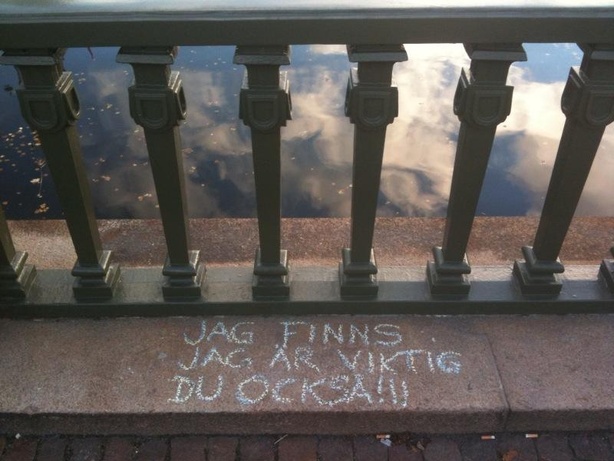 JAG FINNS.
JAG ÄR VIKTIG
DU OCKSÅ!!!